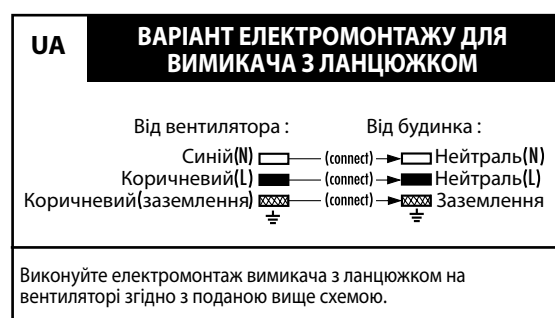 UA
ВАРІАНТ ЕЛЕКТРОМОНТАЖУ ДЛЯ
ВИМИКАЧА З ЛАНЦЮЖКОМ
Від вентилятора : Від будинка :
Синій(N) (connect) Нейтраль(N)
Коричневий(L) (connect) Нейтраль(L)
Коричневий(заземлення) (connect) Заземлення
Виконуйте електромонтаж вимикача з ланцюжком на
вентиляторі згідно з поданою вище схемою.